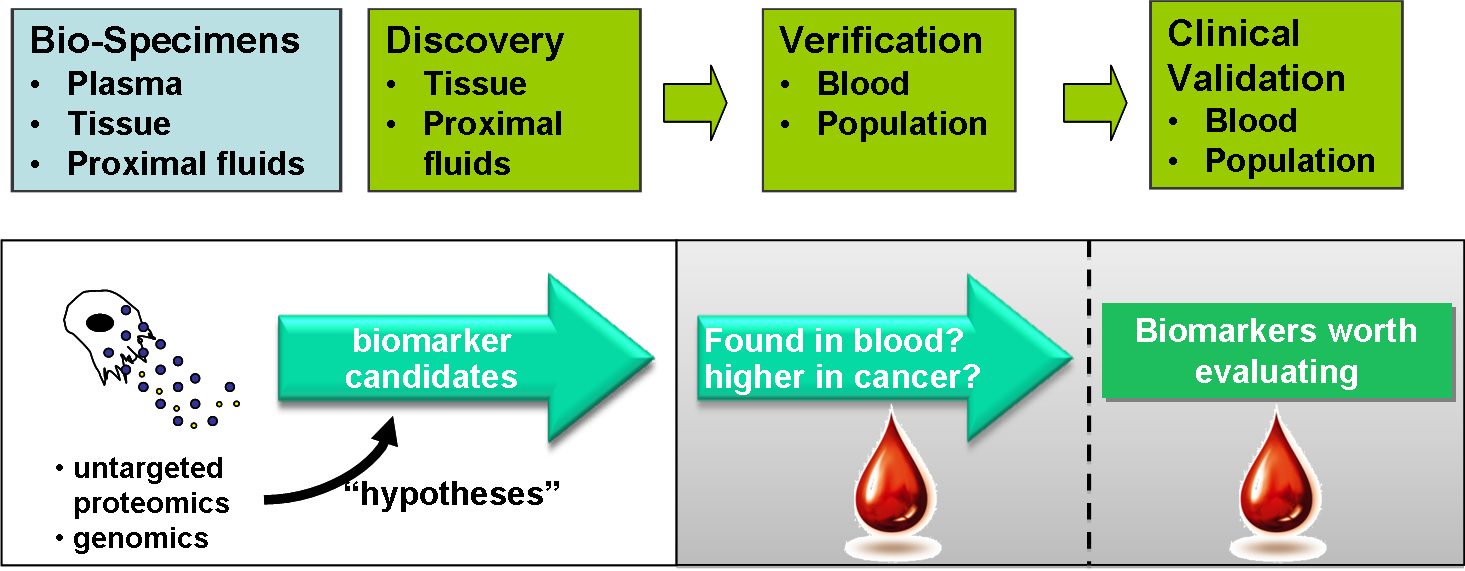 Bio-Specimens
• Plasma
• Tissue
• Proximal fluids
Discovery
• Tissue
• Proximal
fluids
Verification
• Blood
• Population
Clinical
Validation
• Blood
• Population
biomarker
candidates
• untargeted
proteomics
• genomics
“hypotheses”
Found in blood?
higher in cancer?
Biomarkers worth
evaluating